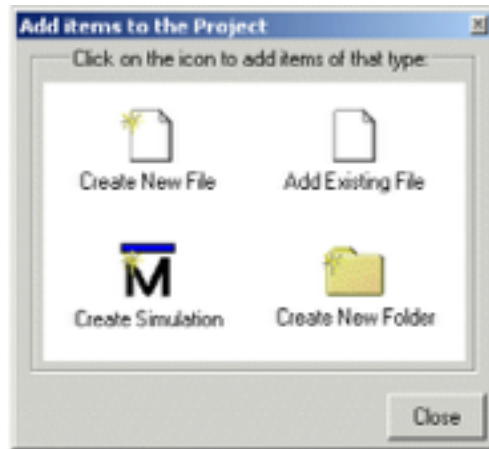 Add items to the Project
Click on the icon to add items of that type:
Create New File Add Existing File
M
Create Simulation Create New Folder
Close